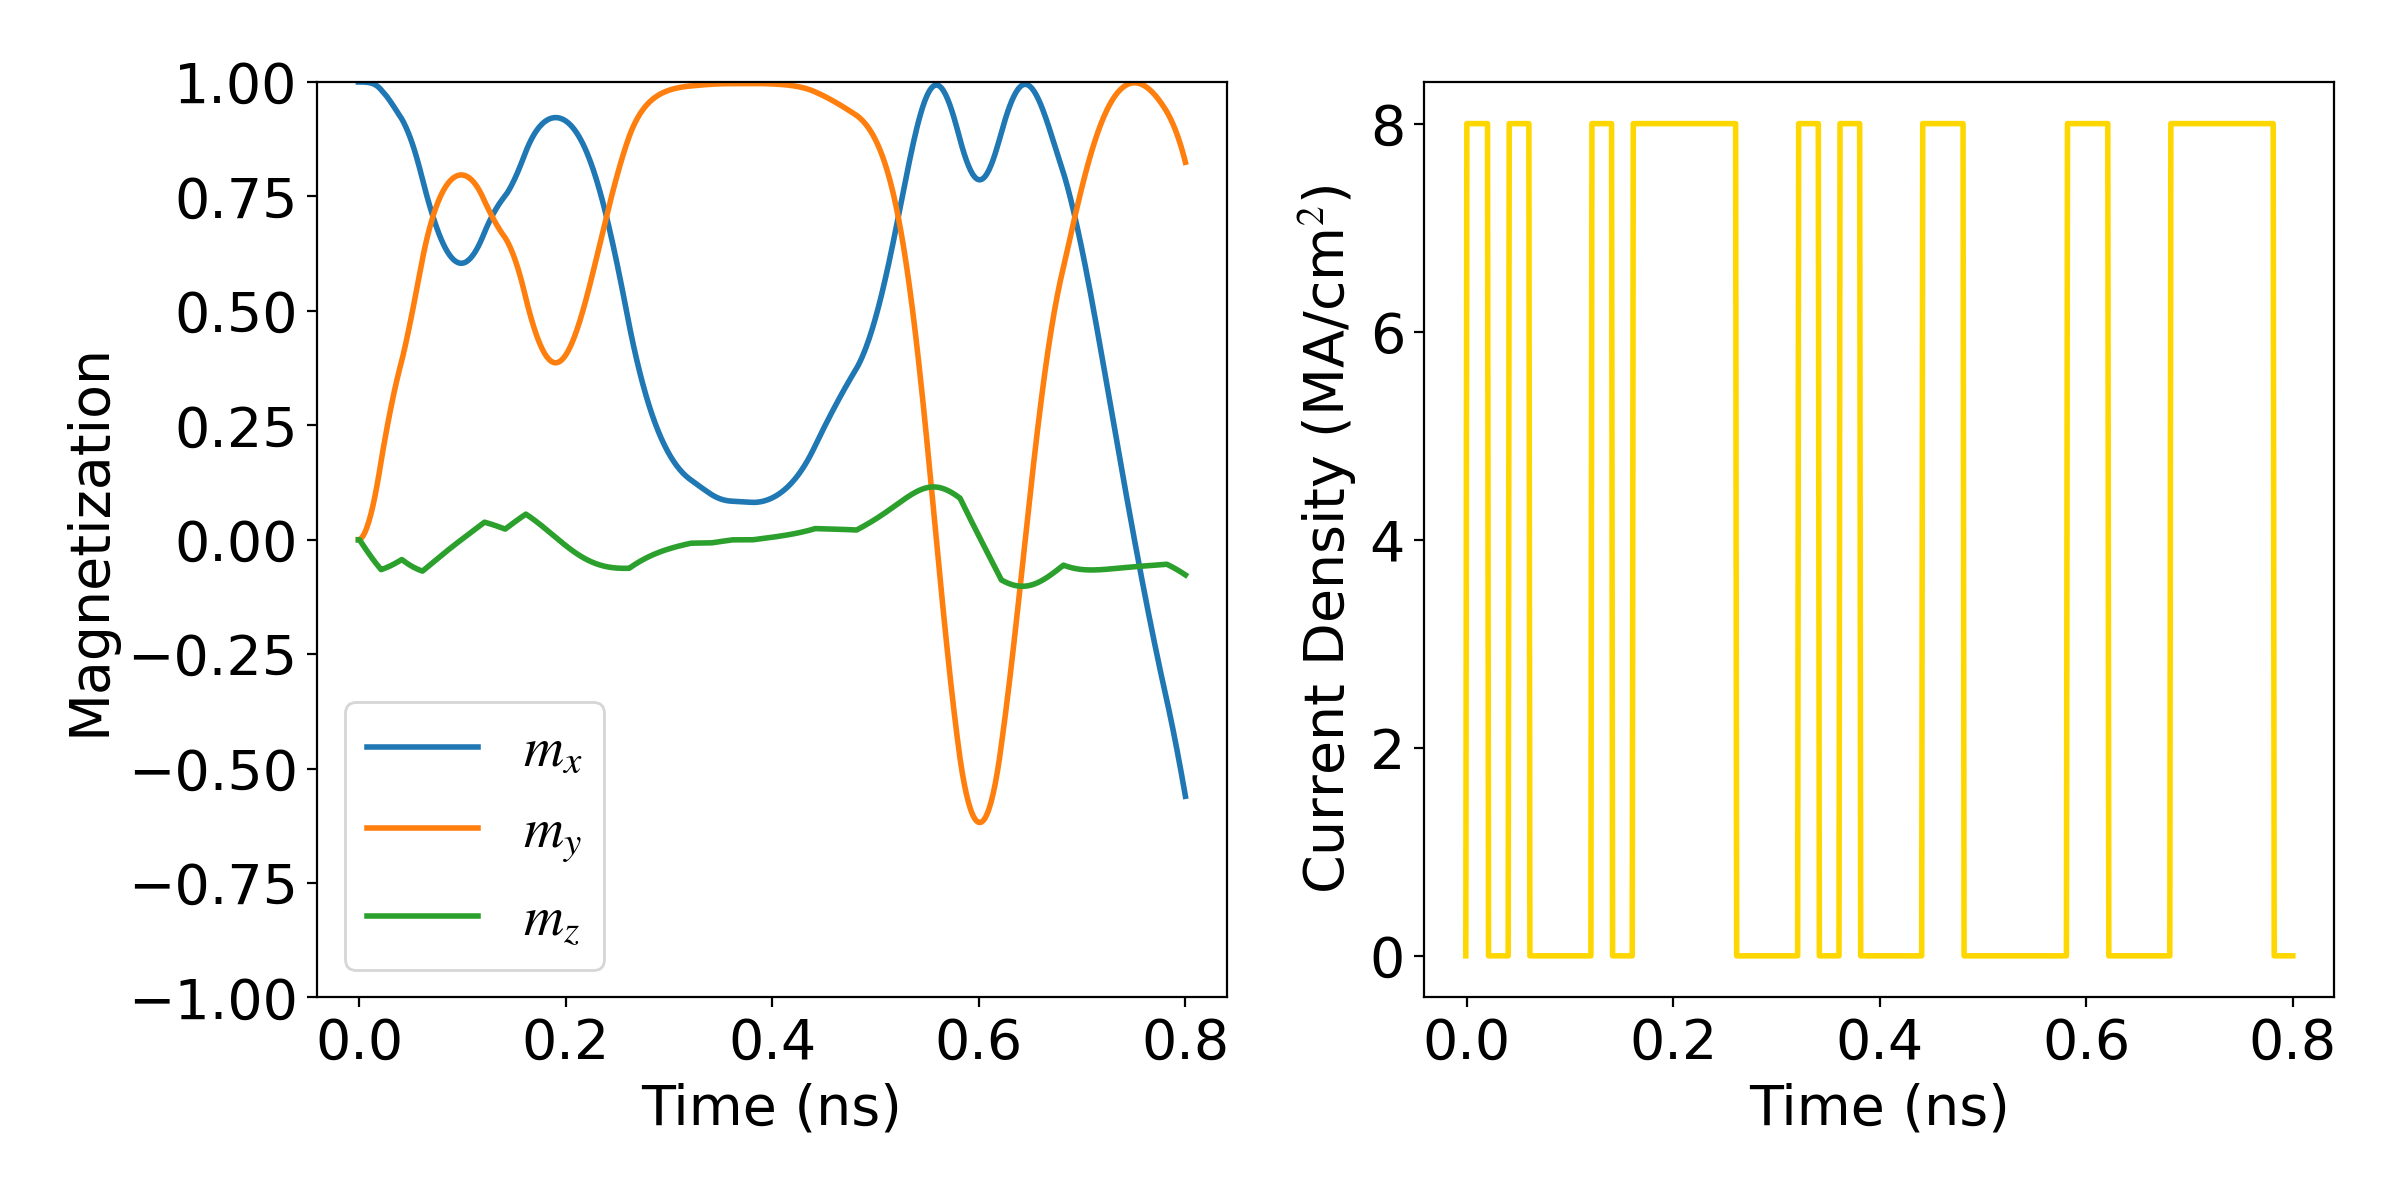 Magnetization
1.00
0.75
0.50
0.25
0.00
−0.25
−0.50
−0.75
−1.00
m_x
m_y
m_z
0.0 0.2 0.4 0.6 0.8
Time (ns)
Current Density (MA/cm²)
8
6
4
2
0
0.0 0.2 0.4 0.6 0.8
Time (ns)